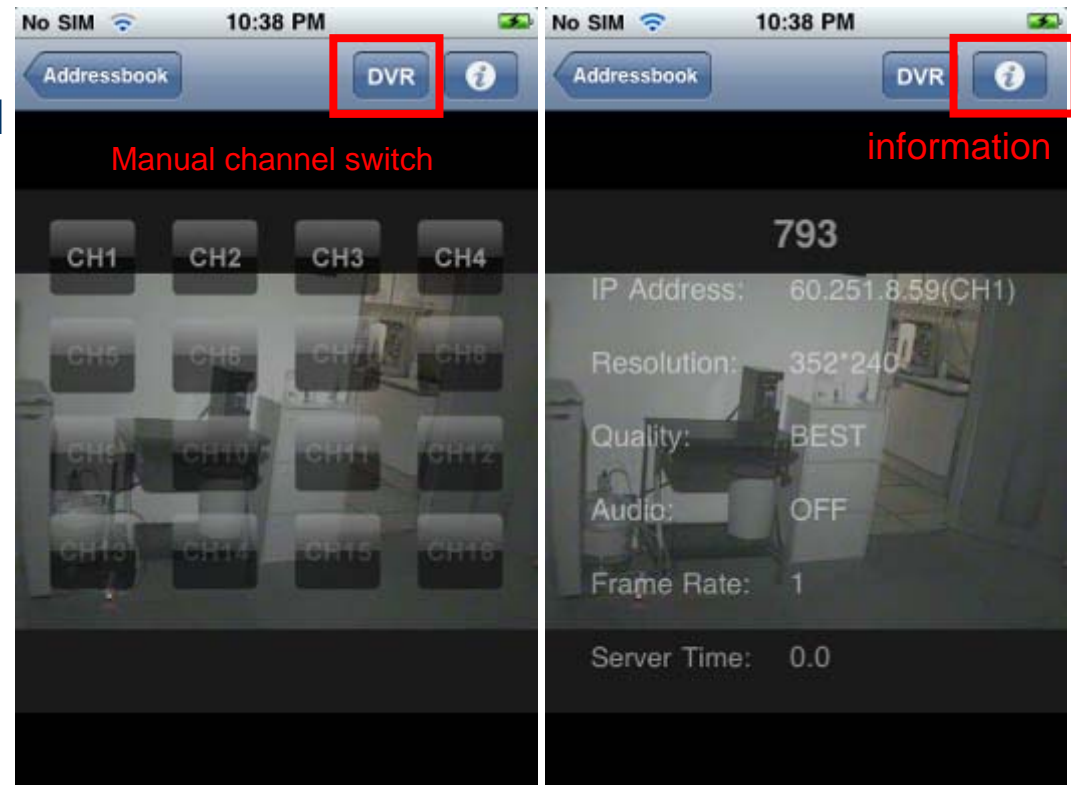 No SIM 10:38 PM
Addressbook DVR i
Manual channel switch
CH1 CH2 CH3 CH4
CH5 CH6 CH7 CH8
CH9 CH10 CH11 CH12
CH13 CH14 CH15 CH16
No SIM 10:38 PM
Addressbook DVR i
information
793
IP Address: 60.251.8.59(CH1)
Resolution: 352*240
Quality: BEST
Audio: OFF
Frame Rate: 1
Server Time: 0.0